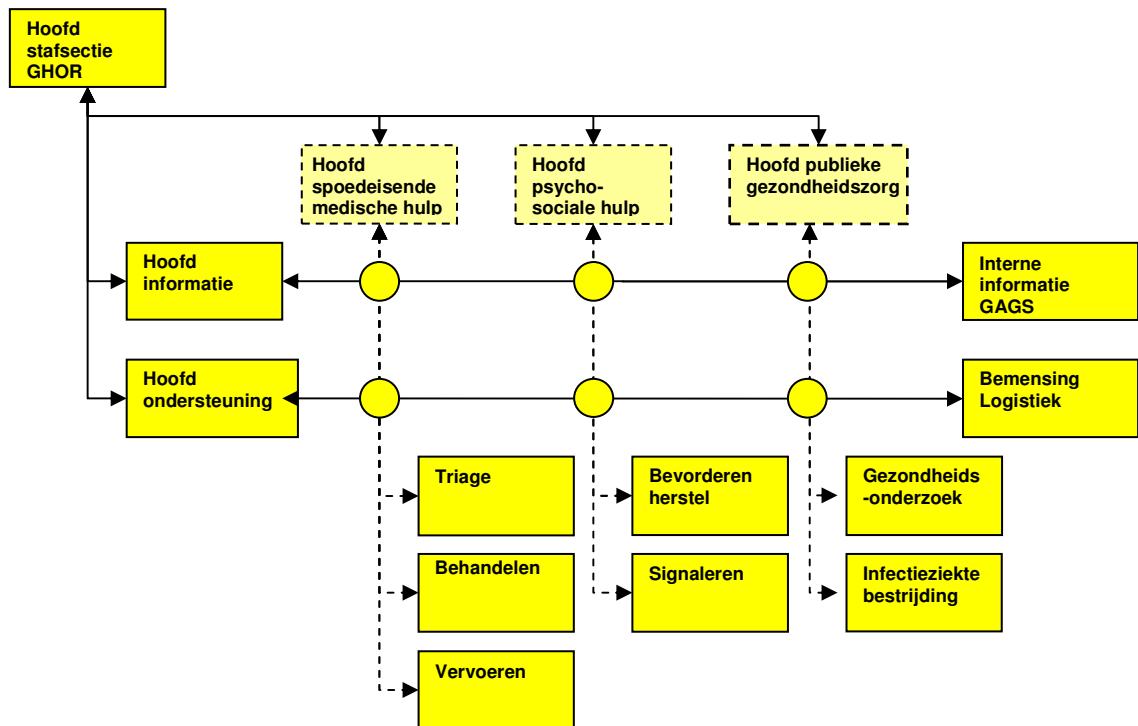 Hoofd
stafsectie
GHOR
Hoofd
spoedeisende
medische hulp
Hoofd
psycho-
sociale hulp
Hoofd publieke
gezondheidszorg
Hoofd
informatie
Interne
informatie
GAGS
Hoofd
ondersteuning
Bemensing
Logistiek
Triage
Bevorderen
herstel
Gezondheids
-onderzoek
Behandelen
Signaleren
Infectieziekte
bestrijding
Vervoeren